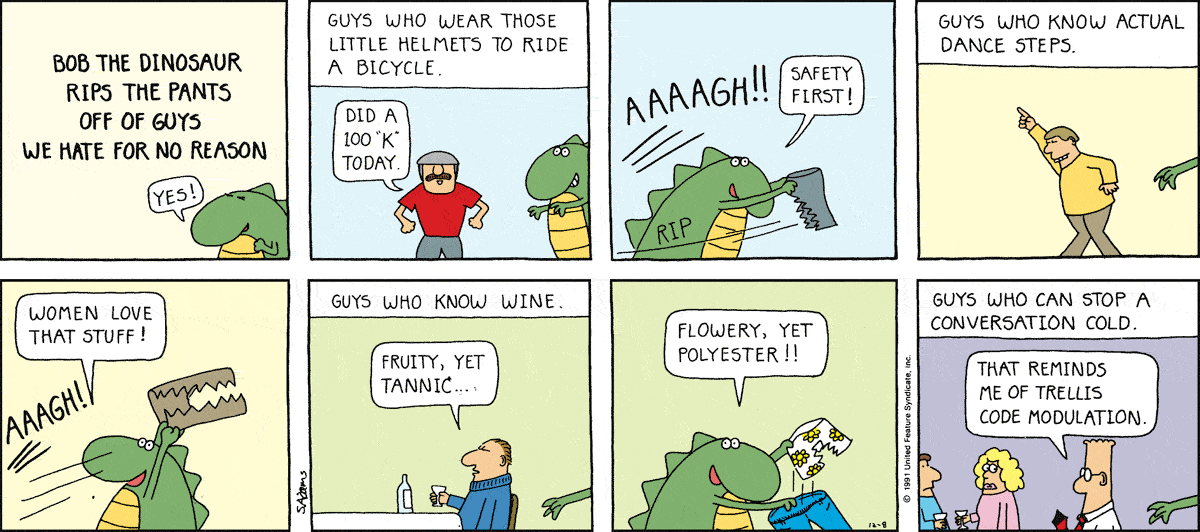 BOB THE DINOSAUR
RIPS THE PANTS
OFF OF GUYS
WE HATE FOR NO REASON
YES!
GUYS WHO WEAR THOSE
LITTLE HELMETS TO RIDE
A BICYCLE.
DID A
100 "K"
TODAY.
AAAAGH!!
SAFETY
FIRST!
RIP
GUYS WHO KNOW ACTUAL
DANCE STEPS.
WOMEN LOVE
THAT STUFF!
AAAGH!!
S.Adams
GUYS WHO KNOW WINE.
FRUITY, YET
TANNIC....
FLOWERY, YET
POLYESTER!!
12-8
© 1991 United Feature Syndicate, Inc.
GUYS WHO CAN STOP A
CONVERSATION COLD.
THAT REMINDS
ME OF TRELLIS
CODE MODULATION.